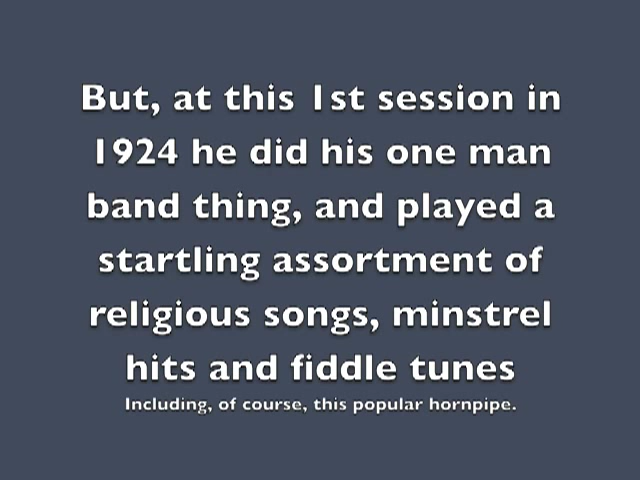 But, at this 1st session in
1924 he did his one man
band thing, and played a
startling assortment of
religious songs, minstrel
hits and fiddle tunes
Including, of course, this popular hornpipe.